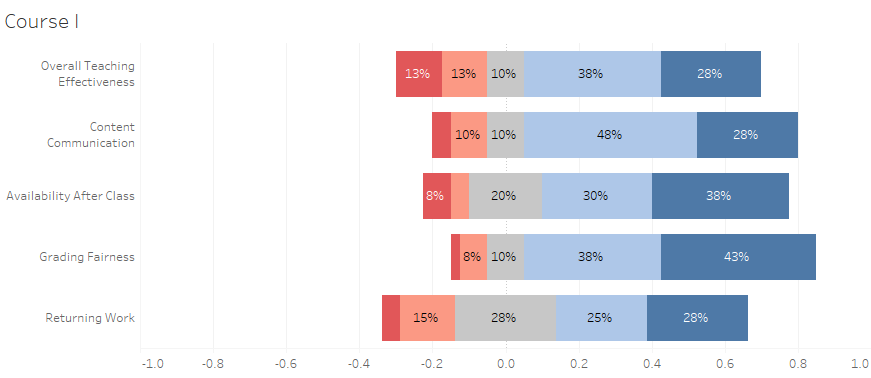 Course I
Overall Teaching
Effectiveness
13% 13% 10% 38% 28%
Content
Communication
10% 10% 48% 28%
Availability After Class
8% 20% 30% 38%
Grading Fairness
8% 10% 38% 43%
Returning Work
15% 28% 25% 28%
-1.0 -0.8 -0.6 -0.4 -0.2 0.0 0.2 0.4 0.6 0.8 1.0